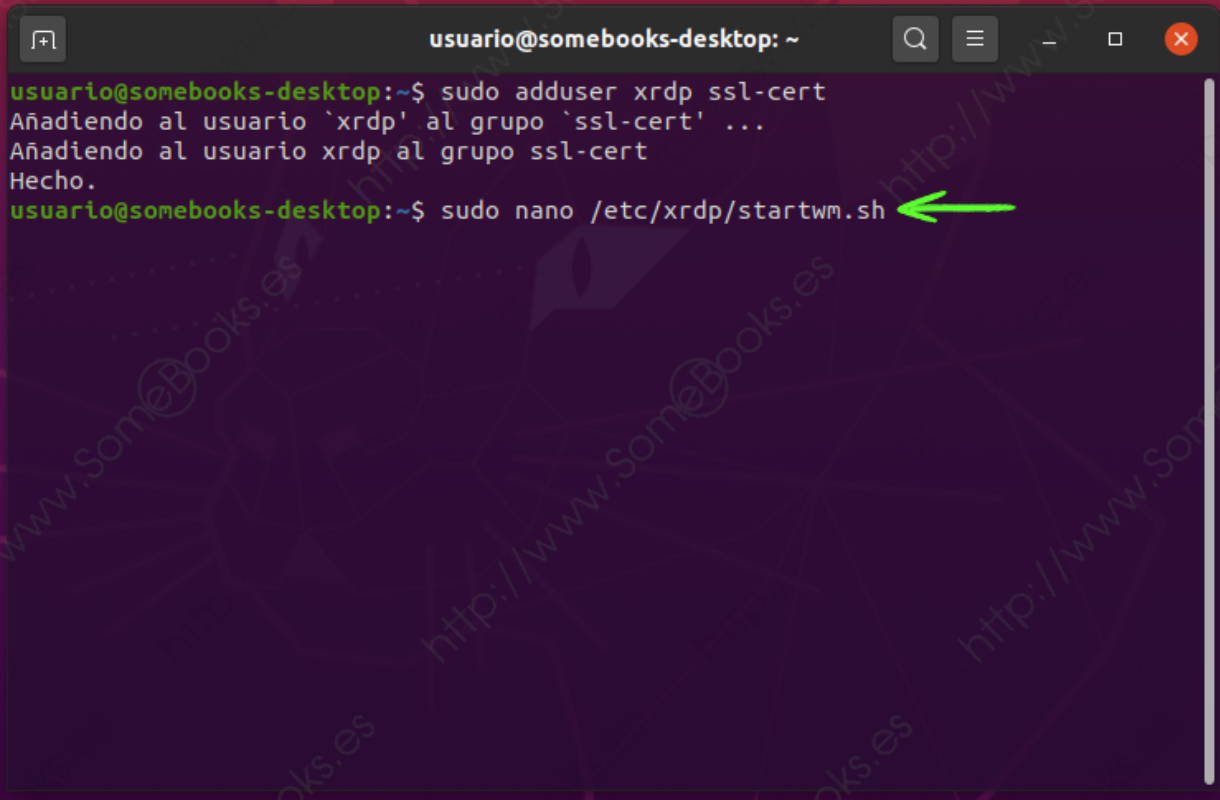 usuario@somebooks-desktop: ~
usuario@somebooks-desktop:~$ sudo adduser xrdp ssl-cert
Añadiendo al usuario `xrdp' al grupo `ssl-cert' ...
Añadiendo al usuario xrdp al grupo ssl-cert
Hecho.
usuario@somebooks-desktop:~$ sudo nano /etc/xrdp/startwm.sh
http://www.SomeBooks.es